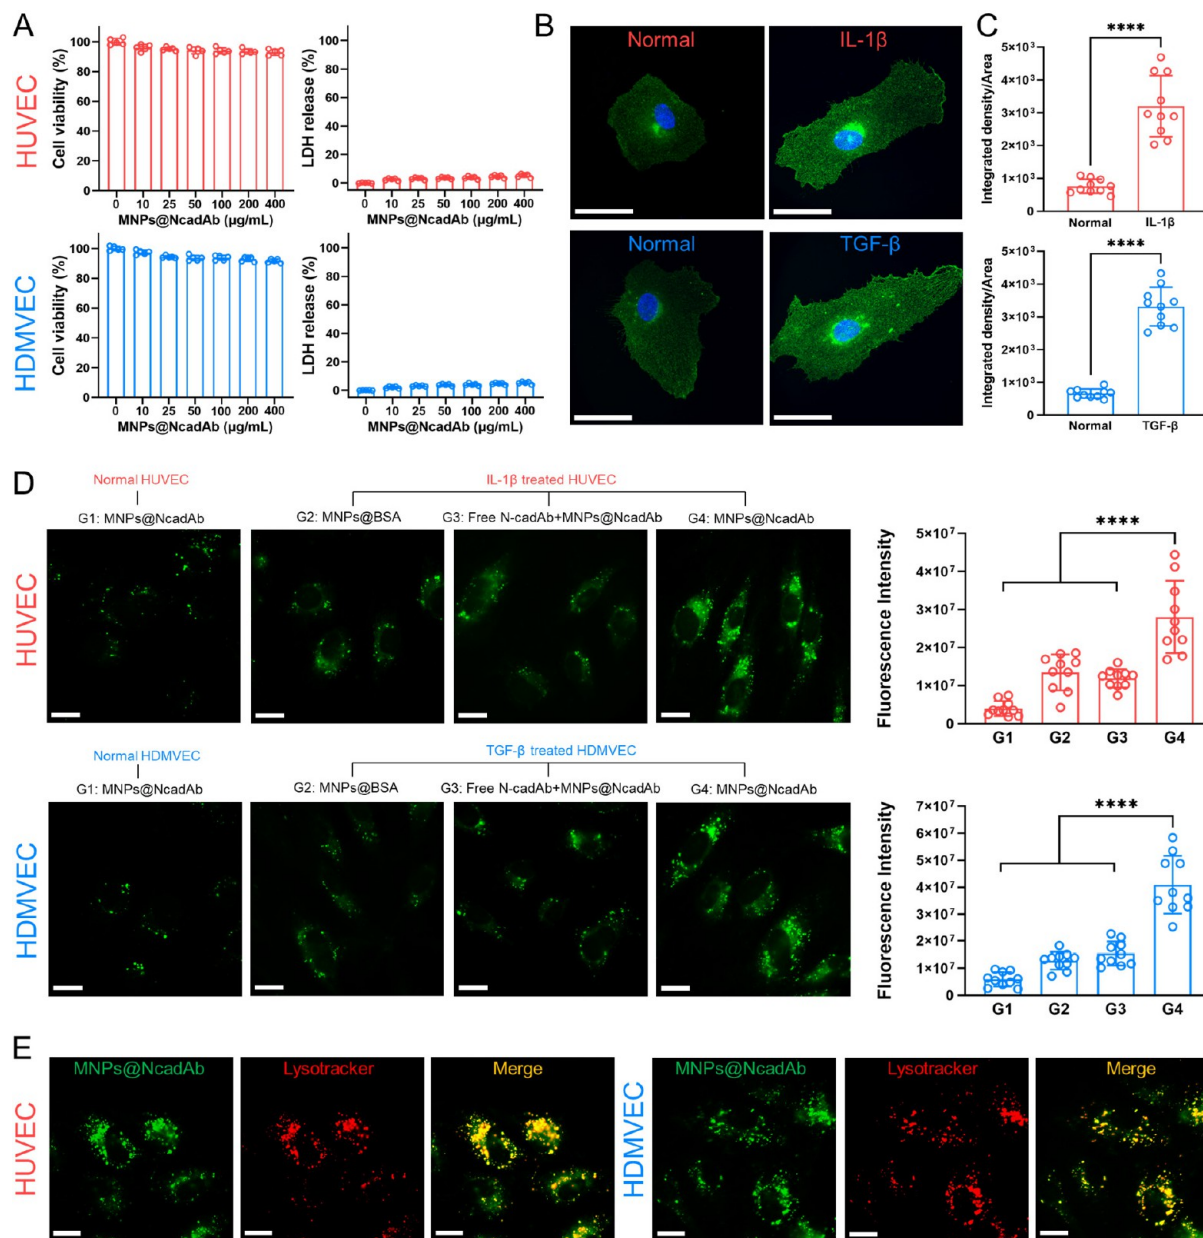 A
B
C
HUVEC
Cell viability (%)
100
80
60
40
20
0
0 10 25 50 100 200 400
MNPs@NcadAb (µg/mL)
LDH release (%)
100
80
60
40
20
0
0 10 25 50 100 200 400
MNPs@NcadAb (µg/mL)
Normal
IL-1β
****
Integrated density/Area
5×10³
4×10³
3×10³
2×10³
1×10³
0
Normal IL-1β
HDMVEC
Cell viability (%)
100
80
60
40
20
0
0 10 25 50 100 200 400
MNPs@NcadAb (µg/mL)
LDH release (%)
100
80
60
40
20
0
0 10 25 50 100 200 400
MNPs@NcadAb (µg/mL)
Normal
TGF-β
****
Integrated density/Area
5×10³
4×10³
3×10³
2×10³
1×10³
0
Normal TGF-β
D
Normal HUVEC
IL-1β treated HUVEC
G1: MNPs@NcadAb
G2: MNPs@BSA
G3: Free N-cadAb+MNPs@NcadAb
G4: MNPs@NcadAb
HUVEC
****
Fluorescence Intensity
5×10⁷
4×10⁷
3×10⁷
2×10⁷
1×10⁷
0
G1 G2 G3 G4
Normal HDMVEC
TGF-β treated HDMVEC
G1: MNPs@NcadAb
G2: MNPs@BSA
G3: Free N-cadAb+MNPs@NcadAb
G4: MNPs@NcadAb
HDMVEC
****
Fluorescence Intensity
7×10⁷
6×10⁷
5×10⁷
4×10⁷
3×10⁷
2×10⁷
1×10⁷
0
G1 G2 G3 G4
E
HUVEC
MNPs@NcadAb
Lysotracker
Merge
HDMVEC
MNPs@NcadAb
Lysotracker
Merge